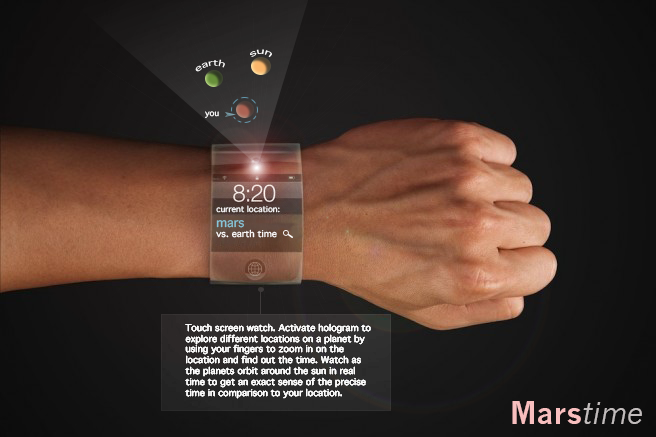 earth
sun
you
8:20
current location:
mars
vs. earth time
Touch screen watch. Activate hologram to
explore different locations on a planet by
using your fingers to zoom in on the
location and find out the time. Watch as
the planets orbit around the sun in real
time to get an exact sense of the precise
time in comparison to your location.
Marstime